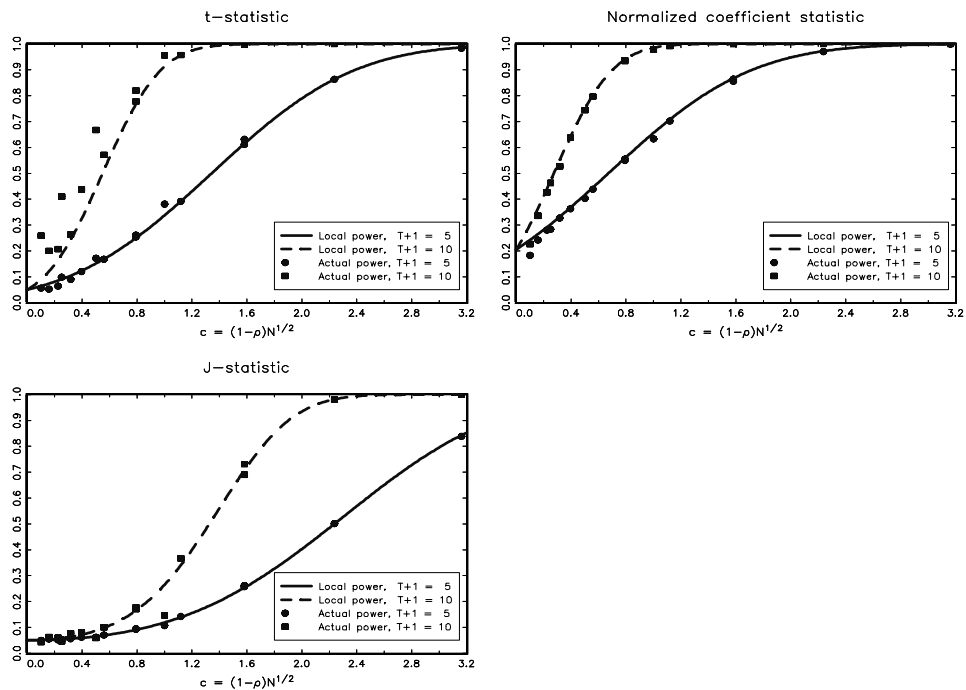 t-statistic
1.0
0.9
0.8
0.7
0.6
0.5
0.4
0.3
0.2
0.1
0.0
Local power, T+1 = 5
Local power, T+1 = 10
Actual power, T+1 = 5
Actual power, T+1 = 10
0.0 0.4 0.8 1.2 1.6 2.0 2.4 2.8 3.2
c = (1-ρ)N^1/2
Normalized coefficient statistic
1.0
0.9
0.8
0.7
0.6
0.5
0.4
0.3
0.2
0.1
0.0
Local power, T+1 = 5
Local power, T+1 = 10
Actual power, T+1 = 5
Actual power, T+1 = 10
0.0 0.4 0.8 1.2 1.6 2.0 2.4 2.8 3.2
c = (1-ρ)N^1/2
J-statistic
1.0
0.9
0.8
0.7
0.6
0.5
0.4
0.3
0.2
0.1
0.0
Local power, T+1 = 5
Local power, T+1 = 10
Actual power, T+1 = 5
Actual power, T+1 = 10
0.0 0.4 0.8 1.2 1.6 2.0 2.4 2.8 3.2
c = (1-ρ)N^1/2